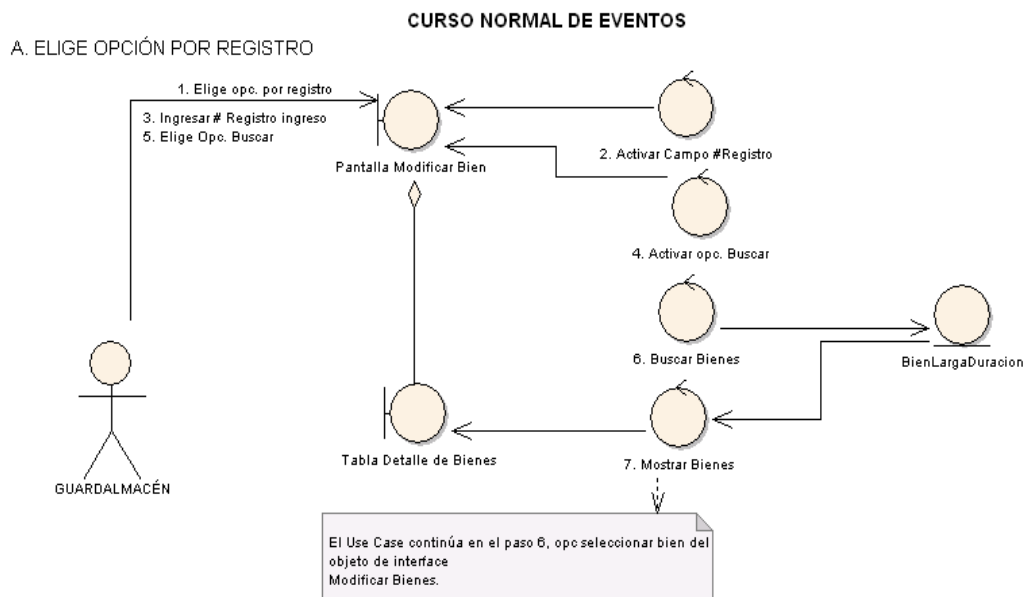 CURSO NORMAL DE EVENTOS
A. ELIGE OPCIÓN POR REGISTRO
1. Elige opc. por registro
3. Ingresar # Registro ingreso
5. Elige Opc. Buscar
Pantalla Modificar Bien
2. Activar Campo #Registro
4. Activar opc. Buscar
6. Buscar Bienes
BienLargaDuracion
Tabla Detalle de Bienes
7. Mostrar Bienes
GUARDALMACÉN
El Use Case continúa en el paso 6, opc seleccionar bien del
objeto de interface
Modificar Bienes.